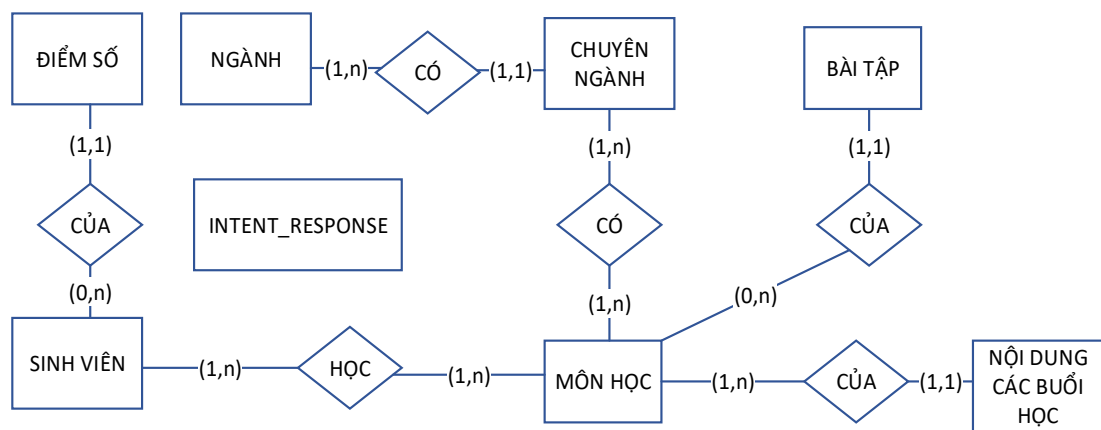 ĐIỂM SỐ
NGÀNH
(1,n)
CÓ
(1,1)
CHUYÊN
NGÀNH
BÀI TẬP
(1,1)
(1,n)
(1,1)
CỦA
INTENT_RESPONSE
CÓ
CỦA
(0,n)
(1,n)
(0,n)
SINH VIÊN
(1,n)
HỌC
(1,n)
MÔN HỌC
(1,n)
CỦA
(1,1)
NỘI DUNG
CÁC BUỔI
HỌC